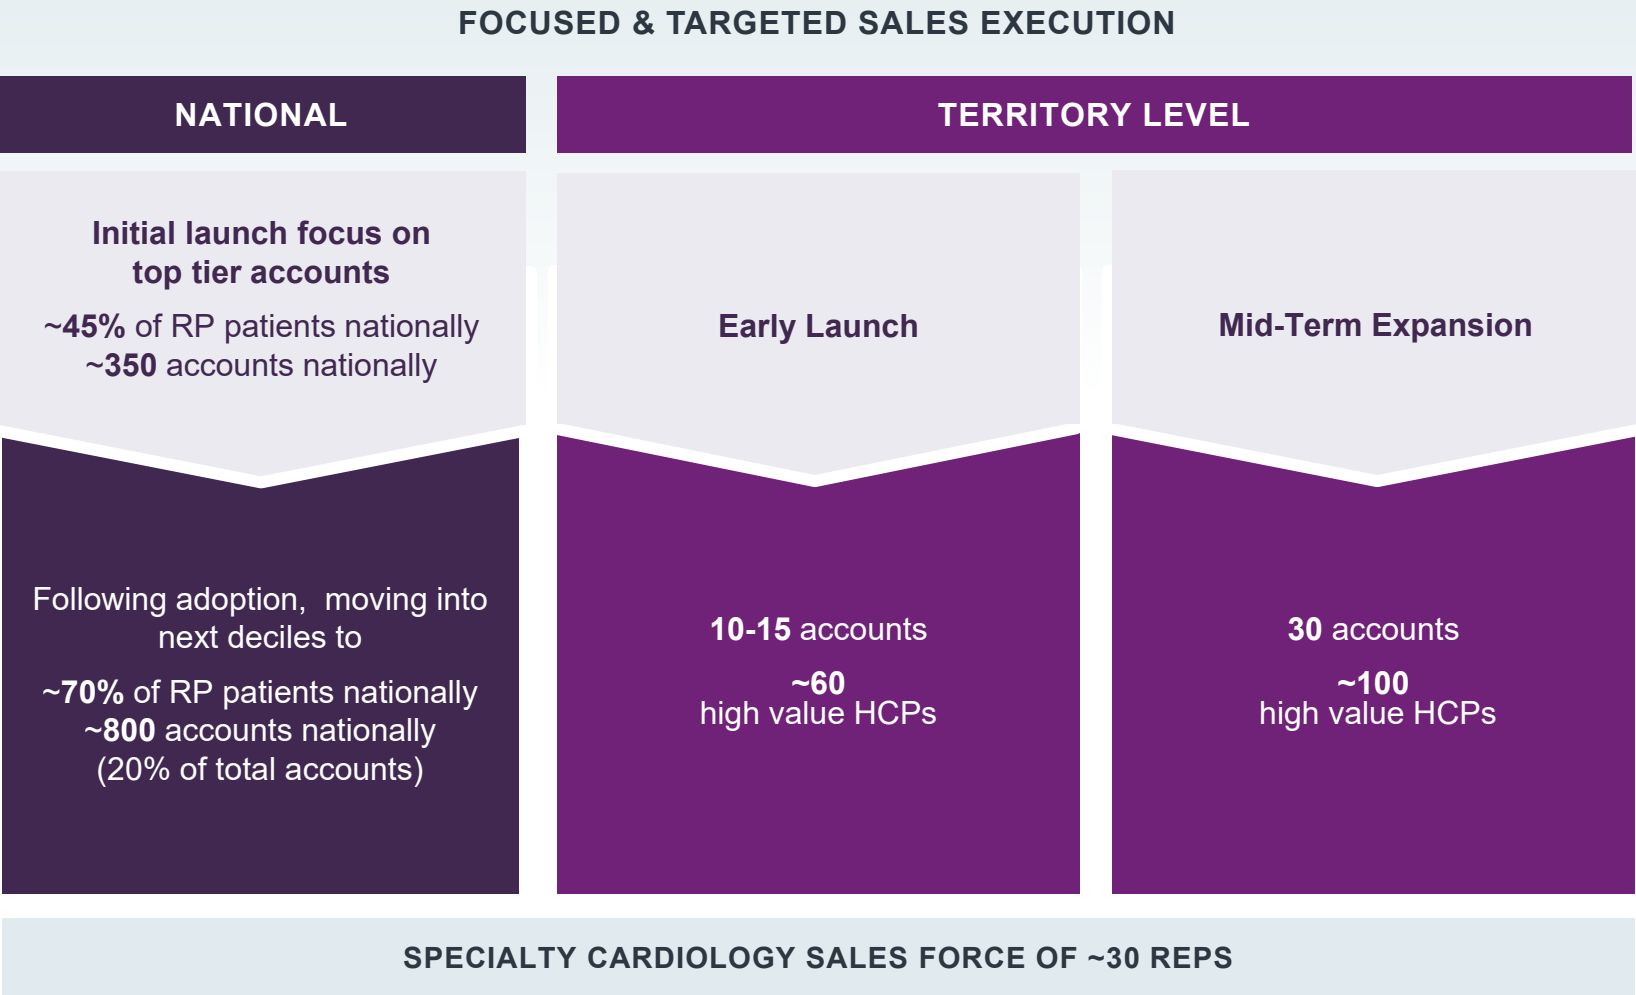 FOCUSED & TARGETED SALES EXECUTION
NATIONAL
Initial launch focus on
top tier accounts
~45% of RP patients nationally
~350 accounts nationally
Following adoption,  moving into
next deciles to
~70% of RP patients nationally
~800 accounts nationally
(20% of total accounts)
TERRITORY LEVEL
Early Launch
10-15 accounts
~60
high value HCPs
Mid-Term Expansion
30 accounts
~100
high value HCPs
SPECIALTY CARDIOLOGY SALES FORCE OF ~30 REPS